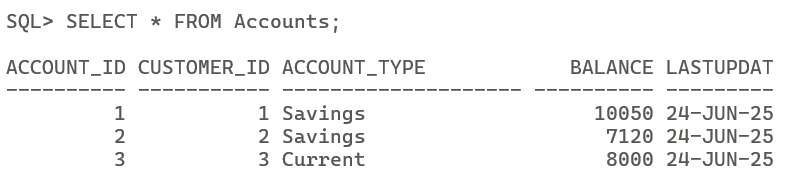 SQL> SELECT * FROM Accounts;
ACCOUNT_ID CUSTOMER_ID ACCOUNT_TYPE            BALANCE LASTUPDAT
---------- ----------- -------------------- ---------- ---------
         1           1 Savings                   10050 24-JUN-25
         2           2 Savings                    7120 24-JUN-25
         3           3 Current                    8000 24-JUN-25